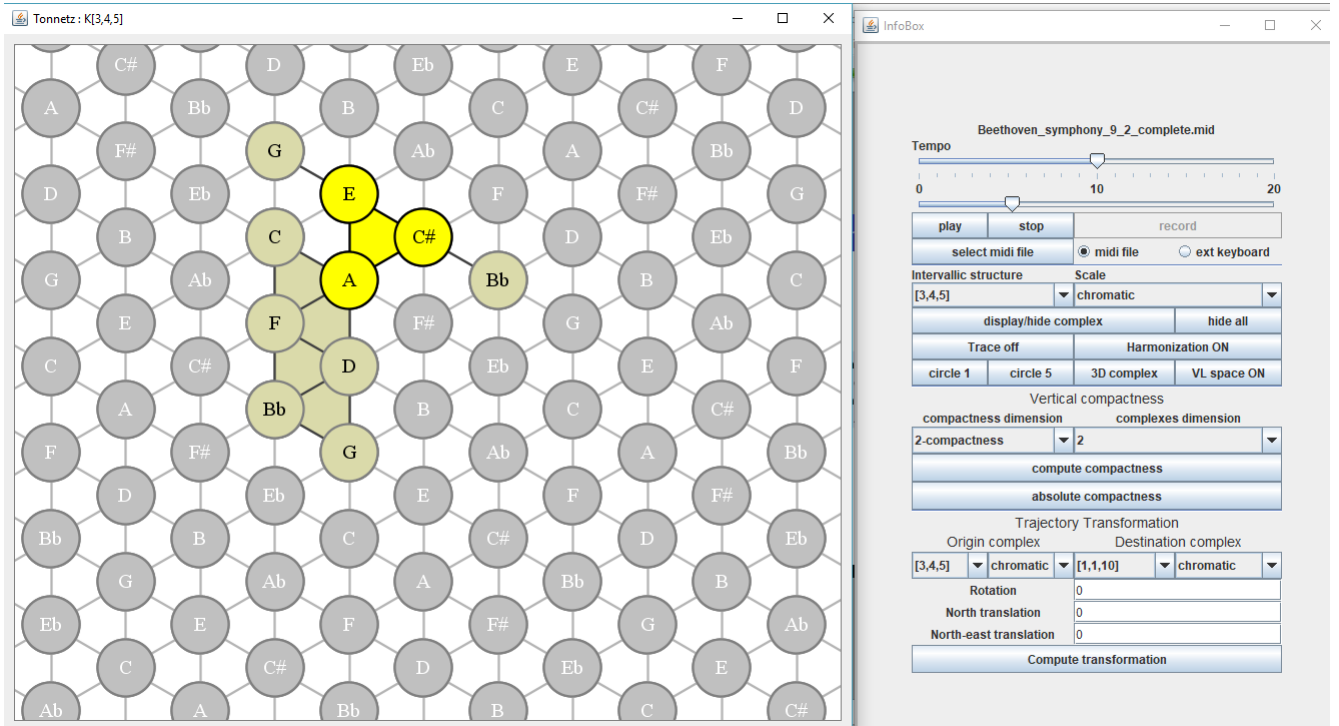 Tonnetz : K[3,4,5]
C# D Eb E F
A Bb B C C# D
F# G Ab A Bb
D Eb E F F# G
B C C# D Eb
G Ab A Bb B C
E F F# G Ab
C C# D Eb E F
A Bb B C C#
F F# G Ab A Bb
D Eb E F F#
Bb B C C# D Eb
G Ab A Bb B
Eb E F F# G Ab
C C# D Eb E
Ab A Bb B C C#
InfoBox
Beethoven_symphony_9_2_complete.mid
Tempo
0 10 20
play stop record
select midi file midi file ext keyboard
Intervallic structure Scale
[3,4,5] chromatic
display/hide complex hide all
Trace off Harmonization ON
circle 1 circle 5 3D complex VL space ON
Vertical compactness
compactness dimension complexes dimension
2-compactness 2
compute compactness
absolute compactness
Trajectory Transformation
Origin complex Destination complex
[3,4,5] chromatic [1,1,10] chromatic
Rotation 0
North translation 0
North-east translation 0
Compute transformation